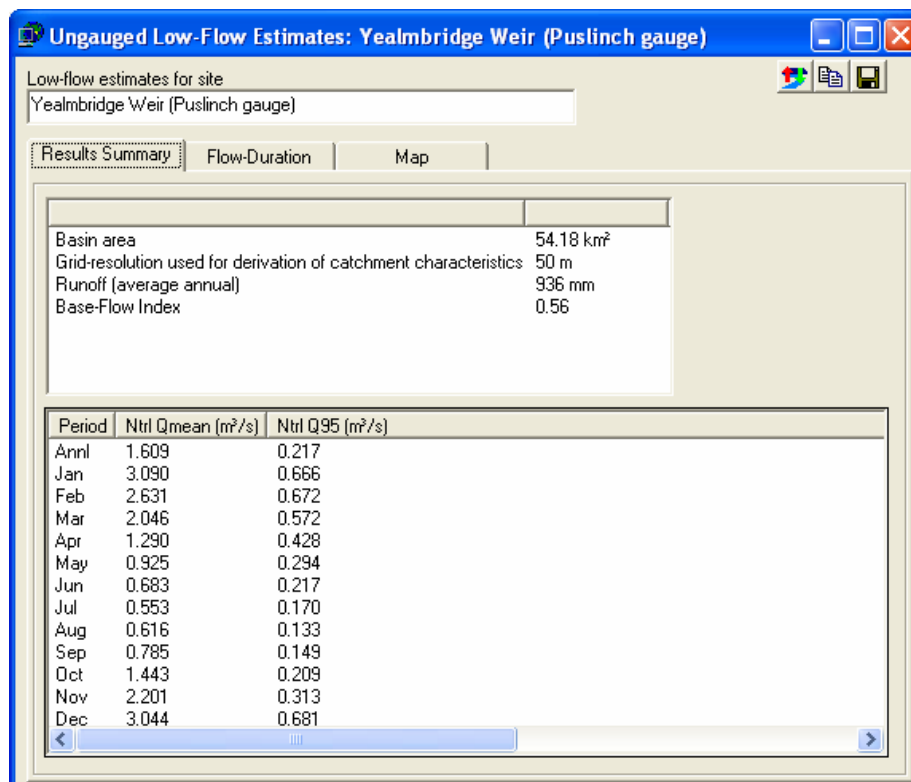 Ungauged Low-Flow Estimates: Yealmbridge Weir (Puslinch gauge)
Low-flow estimates for site
Yealmbridge Weir (Puslinch gauge)
Results Summary Flow-Duration Map
Basin area 54.18 km²
Grid-resolution used for derivation of catchment characteristics 50 m
Runoff (average annual) 936 mm
Base-Flow Index 0.56
Period Ntrl Qmean (m³/s) Ntrl Q95 (m³/s)
Annl 1.609 0.217
Jan 3.090 0.666
Feb 2.631 0.672
Mar 2.046 0.572
Apr 1.290 0.428
May 0.925 0.294
Jun 0.683 0.217
Jul 0.553 0.170
Aug 0.616 0.133
Sep 0.785 0.149
Oct 1.443 0.209
Nov 2.201 0.313
Dec 3.044 0.681